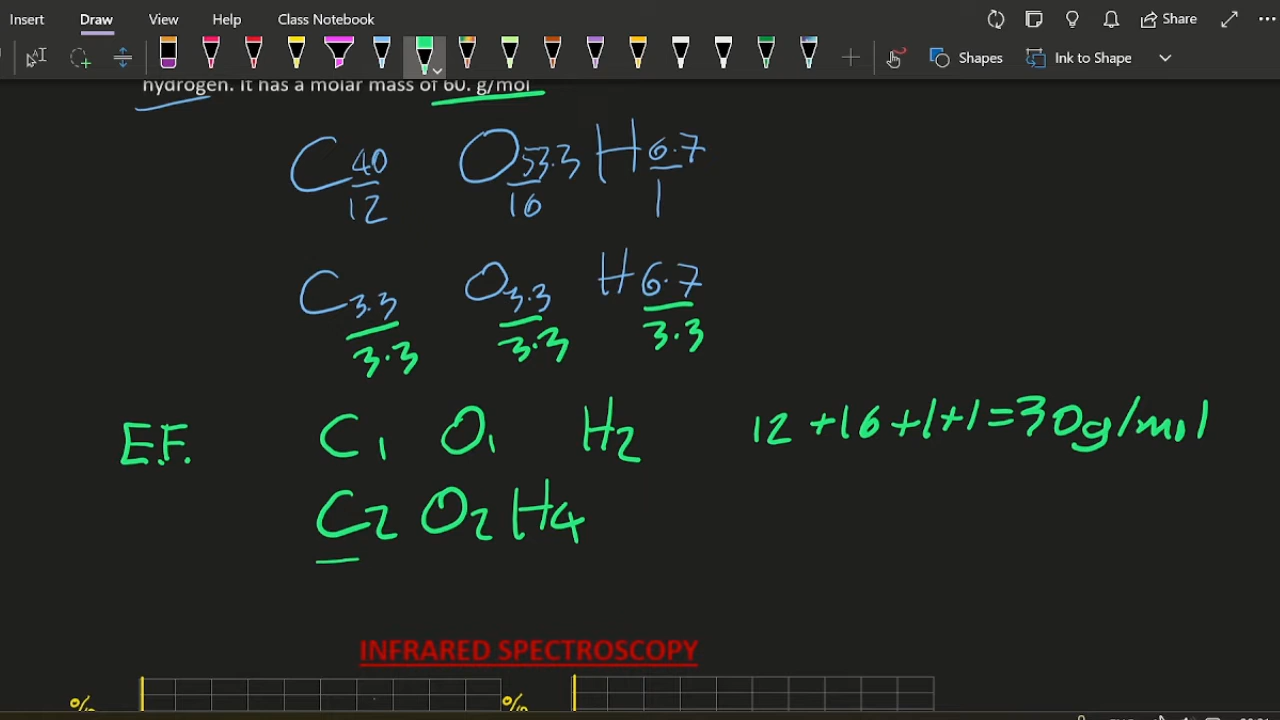 Insert Draw View Help Class Notebook Share
Shapes Ink to Shape
hydrogen. It has a molar mass of 60. g/mol
C 40 O 53.3 H 6.7
12 16 1
C 3.3 O 3.3 H 6.7
3.3 3.3 3.3
E.F. C1 O1 H2 12+16+1+1=30g/mol
C2 O2 H4
INFRARED SPECTROSCOPY
% %